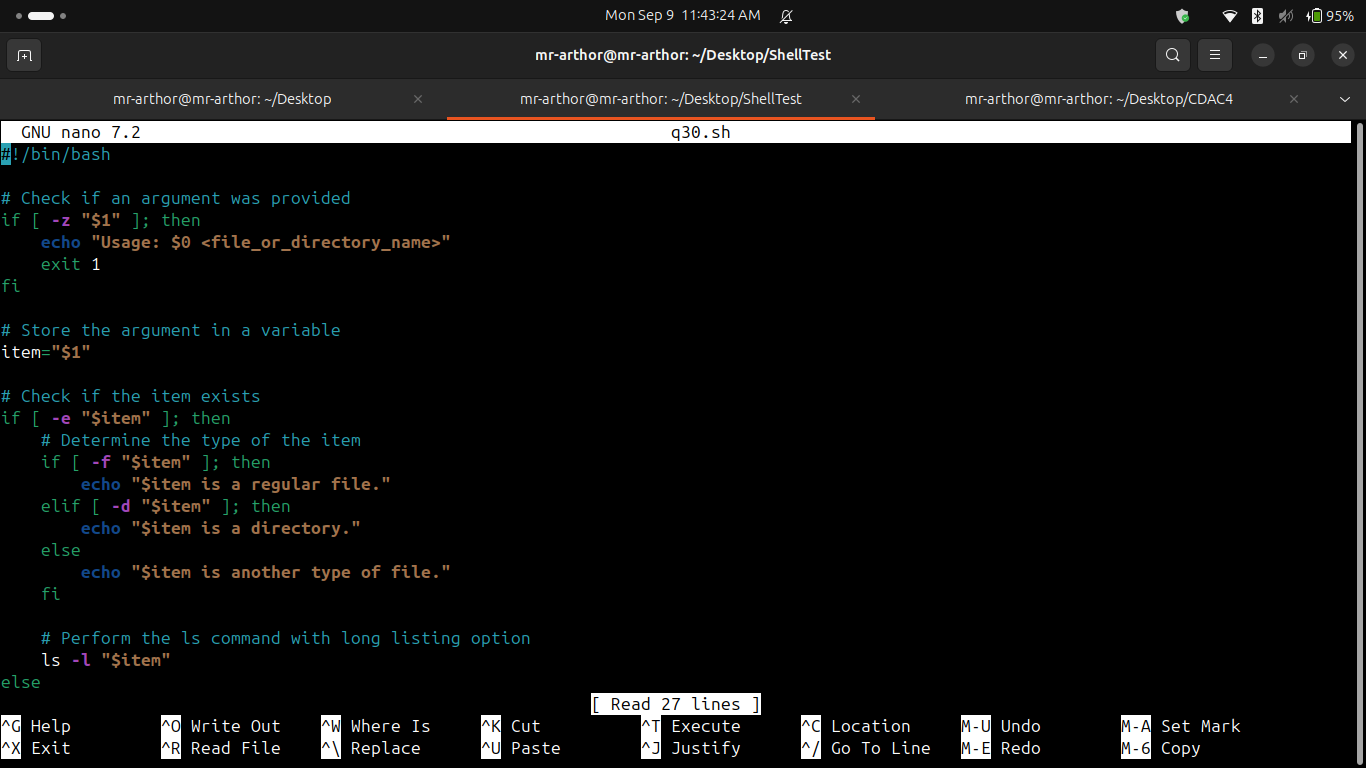 Mon Sep 9 11:43:24 AM
95%
mr-arthor@mr-arthor: ~/Desktop/ShellTest
mr-arthor@mr-arthor: ~/Desktop
mr-arthor@mr-arthor: ~/Desktop/ShellTest
mr-arthor@mr-arthor: ~/Desktop/CDAC4
GNU nano 7.2 q30.sh
#!/bin/bash
# Check if an argument was provided
if [ -z "$1" ]; then
    echo "Usage: $0 <file_or_directory_name>"
    exit 1
fi
# Store the argument in a variable
item="$1"
# Check if the item exists
if [ -e "$item" ]; then
    # Determine the type of the item
    if [ -f "$item" ]; then
        echo "$item is a regular file."
    elif [ -d "$item" ]; then
        echo "$item is a directory."
    else
        echo "$item is another type of file."
    fi
    # Perform the ls command with long listing option
    ls -l "$item"
else
[ Read 27 lines ]
^G Help ^O Write Out ^W Where Is ^K Cut ^T Execute ^C Location M-U Undo M-A Set Mark
^X Exit ^R Read File ^\ Replace ^U Paste ^J Justify ^/ Go To Line M-E Redo M-6 Copy